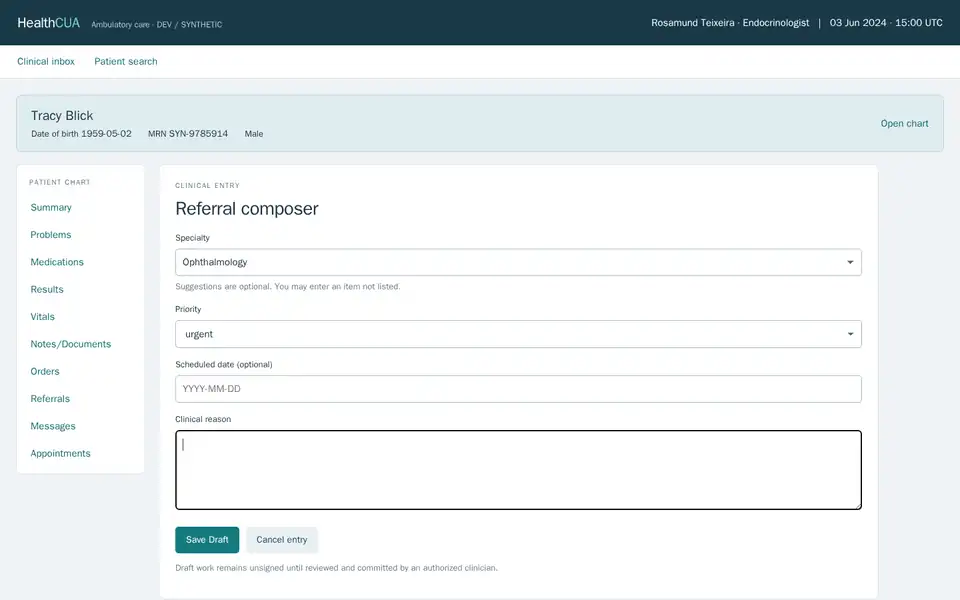 HealthCUA Ambulatory care · DEV / SYNTHETIC Rosamund Teixeira · Endocrinologist | 03 Jun 2024 · 15:00 UTC
Clinical inbox Patient search
Tracy Blick
Date of birth 1959-05-02 MRN SYN-9785914 Male
Open chart
PATIENT CHART
Summary
Problems
Medications
Results
Vitals
Notes/Documents
Orders
Referrals
Messages
Appointments
CLINICAL ENTRY
Referral composer
Specialty
Ophthalmology
Suggestions are optional. You may enter an item not listed.
Priority
urgent
Scheduled date (optional)
YYYY-MM-DD
Clinical reason
Save Draft Cancel entry
Draft work remains unsigned until reviewed and committed by an authorized clinician.